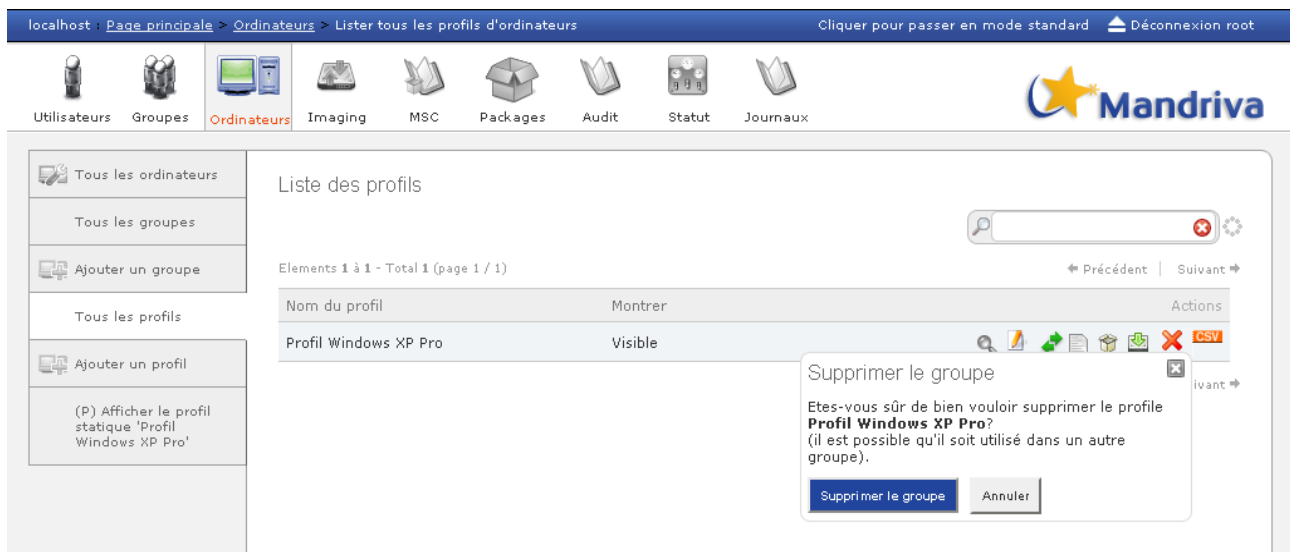 localhost : Page principale > Ordinateurs > Lister tous les profils d'ordinateurs
Cliquer pour passer en mode standard
Déconnexion root
Utilisateurs
Groupes
Ordinateurs
Imaging
MSC
Packages
Audit
Statut
Journaux
Mandriva
Tous les ordinateurs
Tous les groupes
Ajouter un groupe
Tous les profils
Ajouter un profil
(P) Afficher le profil
statique 'Profil
Windows XP Pro'
Liste des profils
Elements 1 à 1 - Total 1 (page 1 / 1)
Précédent | Suivant
Nom du profil Montrer Actions
Profil Windows XP Pro Visible CSV
Supprimer le groupe
Etes-vous sûr de bien vouloir supprimer le profile
Profil Windows XP Pro?
(il est possible qu'il soit utilisé dans un autre
groupe).
Supprimer le groupe
Annuler
ivant